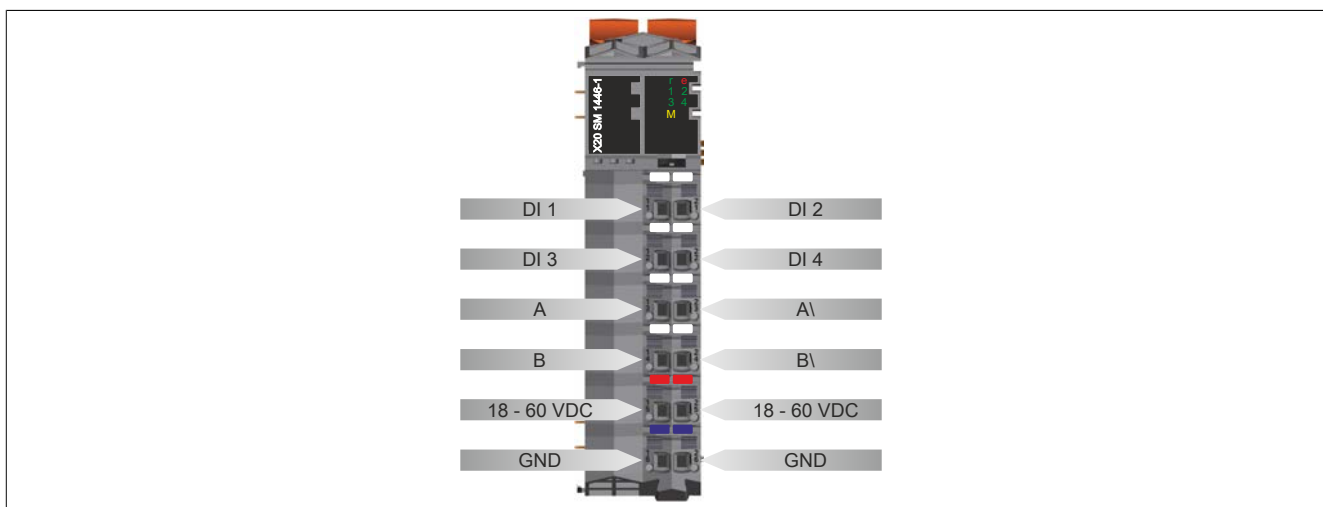 X20 SM 1446-1
r e
1 2
3 4
M
DI 1 DI 2
DI 3 DI 4
A A\
B B\
18 - 60 VDC 18 - 60 VDC
GND GND